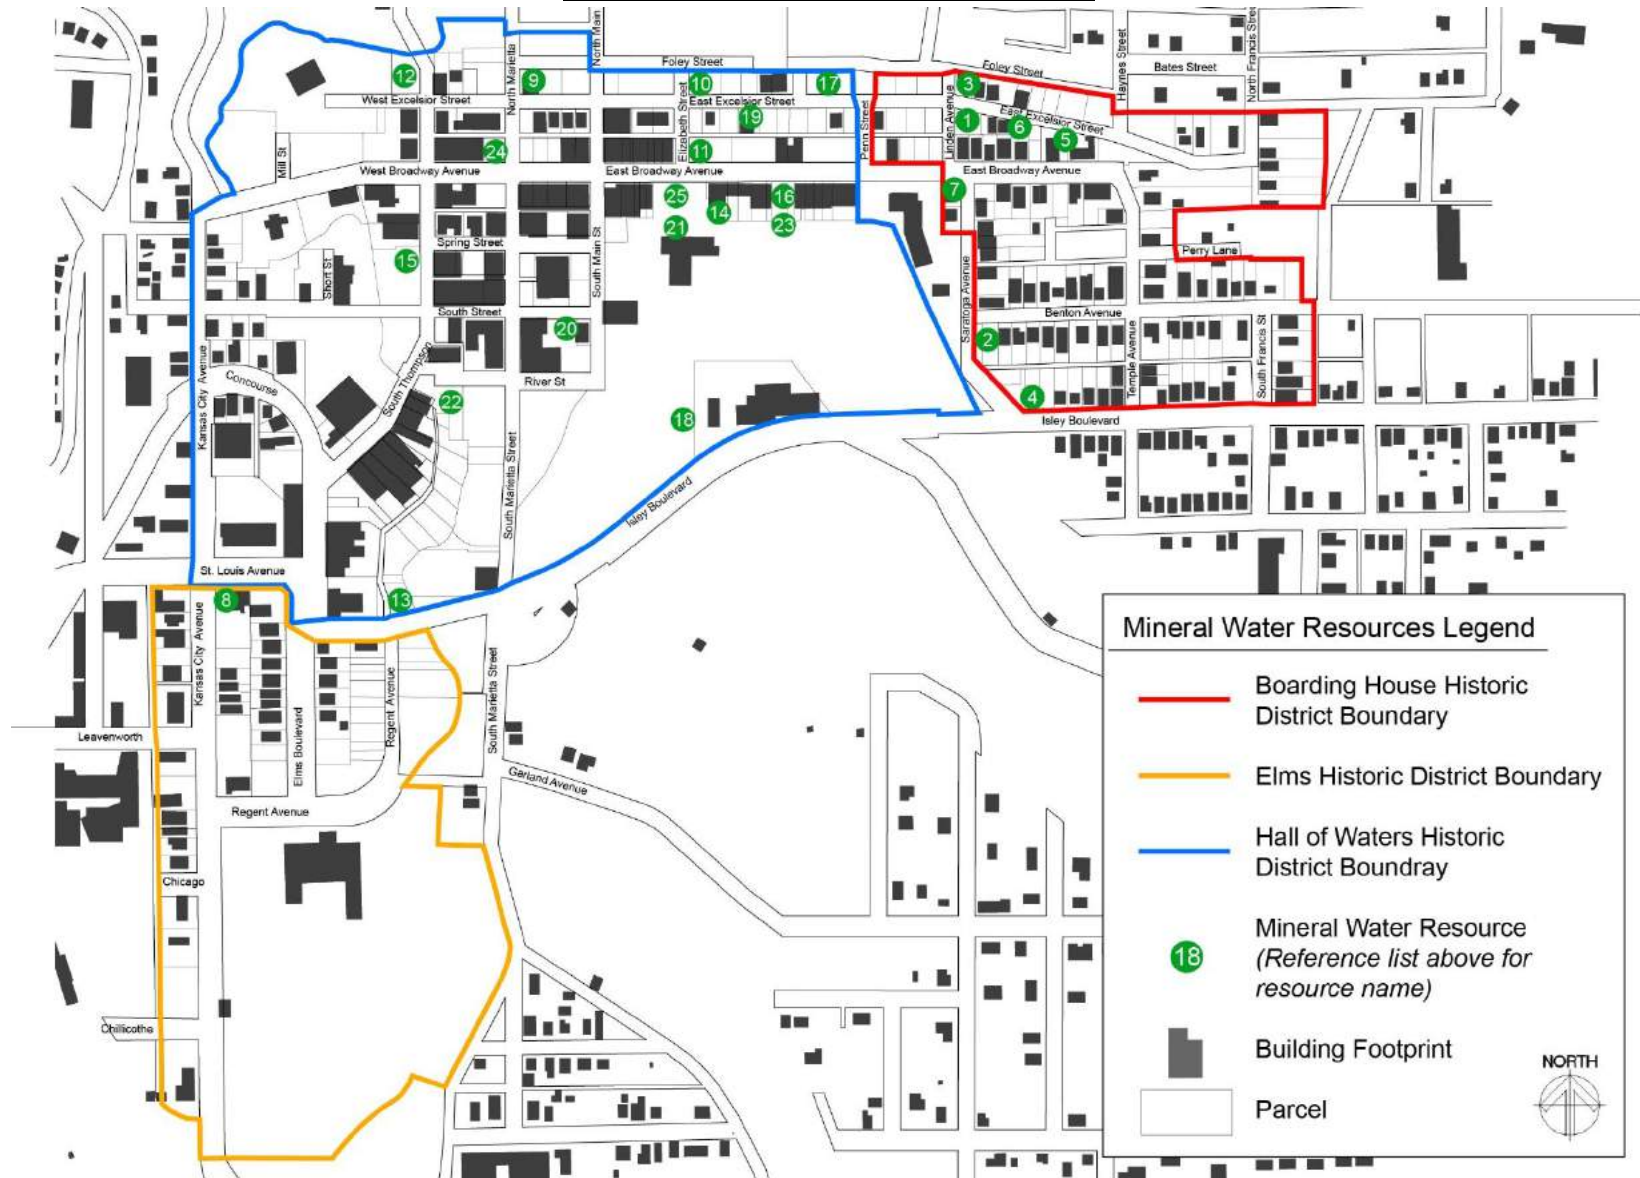 North Main
Foley Street
North Marietta
12
9
10
17
West Excelsior Street
Elizabeth Street
East Excelsior Street
19
24
11
Mill St
West Broadway Avenue
East Broadway Avenue
Penn Street
Foley Street
3
Linden Avenue
1
East Excelsior Street
6
5
Haynes Street
Bates Street
North Francis Street
East Broadway Avenue
7
25
14
16
21
23
Spring Street
15
Short St
South Main St
South Street
20
River St
Perry Lane
Saratoga Avenue
Benton Avenue
2
Temple Avenue
South Francis St
4
Isley Boulevard
Kansas City Avenue
Concourse
South Thompson
22
18
South Marietta Street
Isley Boulevard
St. Louis Avenue
8
13
Kansas City Avenue
Elms Boulevard
Regent Avenue
South Marietta Street
Leavenworth
Garland Avenue
Regent Avenue
Chicago
Chillicothe
Mineral Water Resources Legend
Boarding House Historic
District Boundary
Elms Historic District Boundary
Hall of Waters Historic
District Boundray
18
Mineral Water Resource
(Reference list above for
resource name)
Building Footprint
Parcel
NORTH